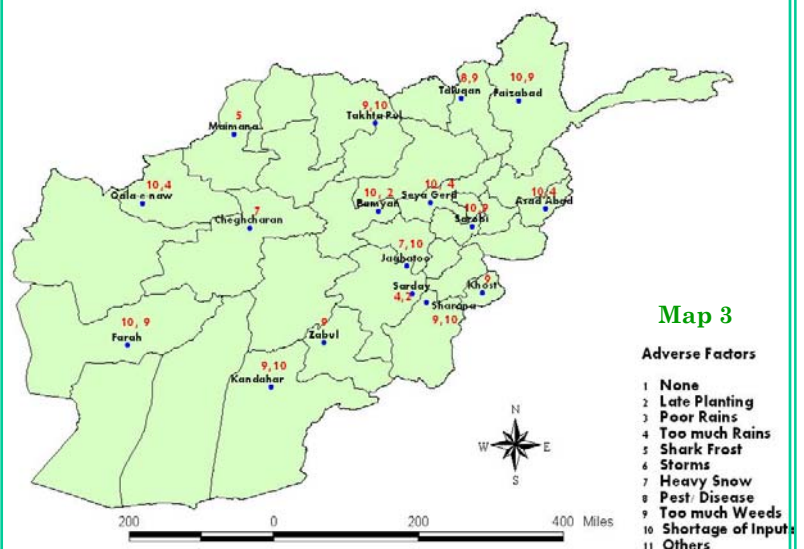 8,9
Taluqan
10,9
Faizabad
9,10
Takhta Rul
5
Maimana
10,4
Qala e naw
7
Cheghcharan
10, 2
Bamyan
10, 4
Seya Gerd
10,9
Sarobi
10,4
Asad Abad
7,10
Jaghatoo
Sarday
4,2
9
Khost
Sharana
9,10
10, 9
Farah
9
Zabul
9,10
Kandahar
Map 3
Adverse Factors
1 None
2 Late Planting
3 Poor Rains
4 Too much Rains
5 Shark Frost
6 Storms
7 Heavy Snow
8 Pest/ Disease
9 Too much Weeds
10 Shortage of Inputs
11 Others
N
W E
S
200 0 200 400 Miles